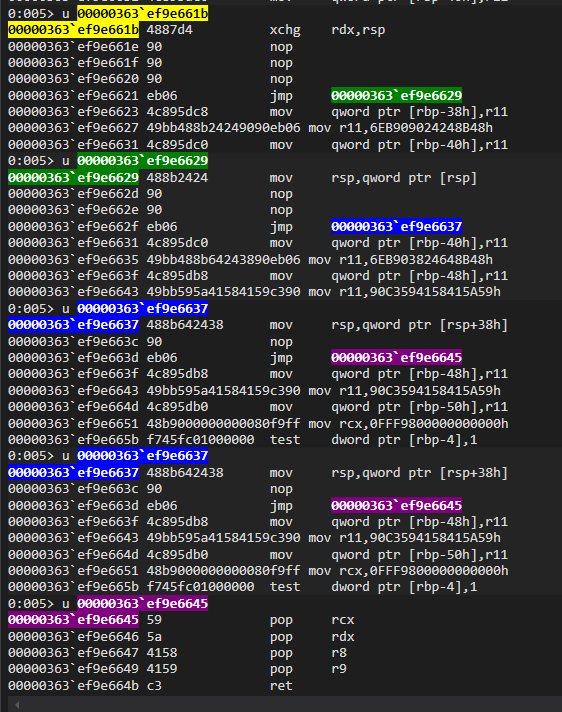 0:005> u 00000363`ef9e661b
00000363`ef9e661b 4887d4 xchg rdx,rsp
00000363`ef9e661e 90 nop
00000363`ef9e661f 90 nop
00000363`ef9e6620 90 nop
00000363`ef9e6621 eb06 jmp 00000363`ef9e6629
00000363`ef9e6623 4c895dc8 mov qword ptr [rbp-38h],r11
00000363`ef9e6627 49bb488b24249090eb06 mov r11,6EB909024248B48h
00000363`ef9e6631 4c895dc0 mov qword ptr [rbp-40h],r11
0:005> u 00000363`ef9e6629
00000363`ef9e6629 488b2424 mov rsp,qword ptr [rsp]
00000363`ef9e662d 90 nop
00000363`ef9e662e 90 nop
00000363`ef9e662f eb06 jmp 00000363`ef9e6637
00000363`ef9e6631 4c895dc0 mov qword ptr [rbp-40h],r11
00000363`ef9e6635 49bb488b64243890eb06 mov r11,6EB903824648B48h
00000363`ef9e663f 4c895db8 mov qword ptr [rbp-48h],r11
00000363`ef9e6643 49bb595a41584159c390 mov r11,90C3594158415A59h
0:005> u 00000363`ef9e6637
00000363`ef9e6637 488b642438 mov rsp,qword ptr [rsp+38h]
00000363`ef9e663c 90 nop
00000363`ef9e663d eb06 jmp 00000363`ef9e6645
00000363`ef9e663f 4c895db8 mov qword ptr [rbp-48h],r11
00000363`ef9e6643 49bb595a41584159c390 mov r11,90C3594158415A59h
00000363`ef9e664d 4c895db0 mov qword ptr [rbp-50h],r11
00000363`ef9e6651 48b9000000000080f9ff mov rcx,0FFF9800000000000h
00000363`ef9e665b f745fc01000000 test dword ptr [rbp-4],1
0:005> u 00000363`ef9e6637
00000363`ef9e6637 488b642438 mov rsp,qword ptr [rsp+38h]
00000363`ef9e663c 90 nop
00000363`ef9e663d eb06 jmp 00000363`ef9e6645
00000363`ef9e663f 4c895db8 mov qword ptr [rbp-48h],r11
00000363`ef9e6643 49bb595a41584159c390 mov r11,90C3594158415A59h
00000363`ef9e664d 4c895db0 mov qword ptr [rbp-50h],r11
00000363`ef9e6651 48b9000000000080f9ff mov rcx,0FFF9800000000000h
00000363`ef9e665b f745fc01000000 test dword ptr [rbp-4],1
0:005> u 00000363`ef9e6645
00000363`ef9e6645 59 pop rcx
00000363`ef9e6646 5a pop rdx
00000363`ef9e6647 4158 pop r8
00000363`ef9e6649 4159 pop r9
00000363`ef9e664b c3 ret